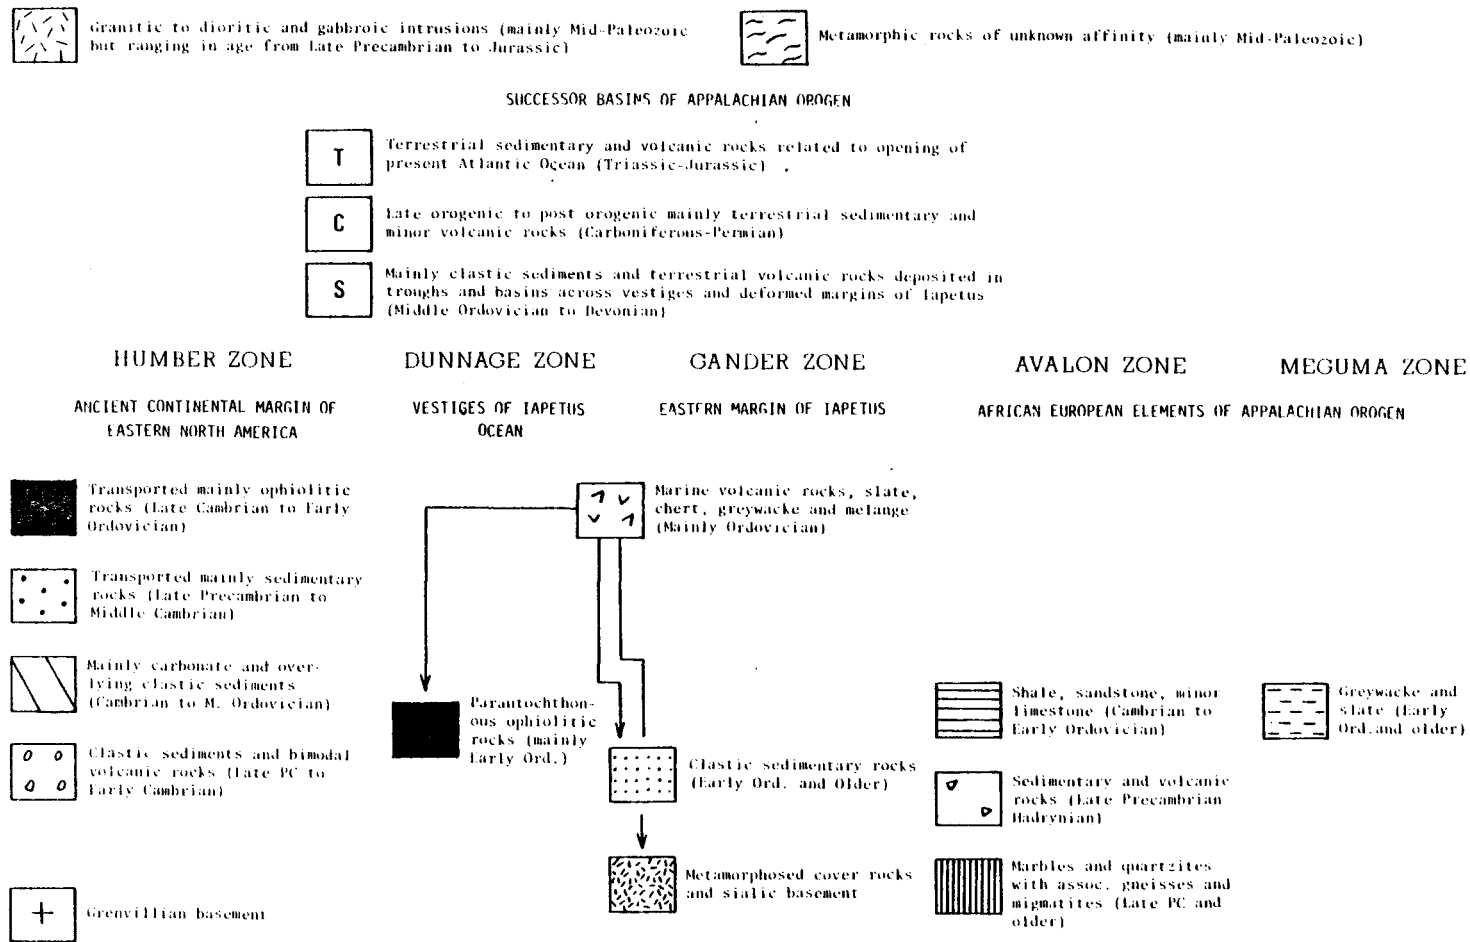 Granitic to dioritic and gabbroic intrusions (mainly Mid-Paleozoic
but ranging in age from Late Precambrian to Jurassic)
Metamorphic rocks of unknown affinity (mainly Mid-Paleozoic)
SUCCESSOR BASINS OF APPALACHIAN OROGEN
T
Terrestrial sedimentary and volcanic rocks related to opening of
present Atlantic Ocean (Triassic-Jurassic)
C
Late orogenic to post orogenic mainly terrestrial sedimentary and
minor volcanic rocks (Carboniferous-Permian)
S
Mainly clastic sediments and terrestrial volcanic rocks deposited in
troughs and basins across vestiges and deformed margins of Iapetus
(Middle Ordovician to Devonian)
HUMBER ZONE
ANCIENT CONTINENTAL MARGIN OF
EASTERN NORTH AMERICA
DUNNAGE ZONE
VESTIGES OF IAPETUS
OCEAN
GANDER ZONE
EASTERN MARGIN OF IAPETUS
AVALON ZONE
MEGUMA ZONE
AFRICAN EUROPEAN ELEMENTS OF APPALACHIAN OROGEN
Transported mainly ophiolitic
rocks (Late Cambrian to Early
Ordovician)
Transported mainly sedimentary
rocks (Late Precambrian to
Middle Cambrian)
Mainly carbonate and over-
lying clastic sediments
(Cambrian to M. Ordovician)
Clastic sediments and bimodal
volcanic rocks (Late PC to
Early Cambrian)
Grenvillian basement
Marine volcanic rocks, slate,
chert, greywacke and melange
(Mainly Ordovician)
Parautochthon-
ous ophiolitic
rocks (mainly
Early Ord.)
Clastic sedimentary rocks
(Early Ord. and Older)
Metamorphosed cover rocks
and sialic basement
Shale, sandstone, minor
limestone (Cambrian to
Early Ordovician)
Sedimentary and volcanic
rocks (Late Precambrian
Hadrynian)
Marbles and quartzites
with assoc. gneisses and
migmatites (Late PC and
older)
Greywacke and
slate (Early
Ord.and older)